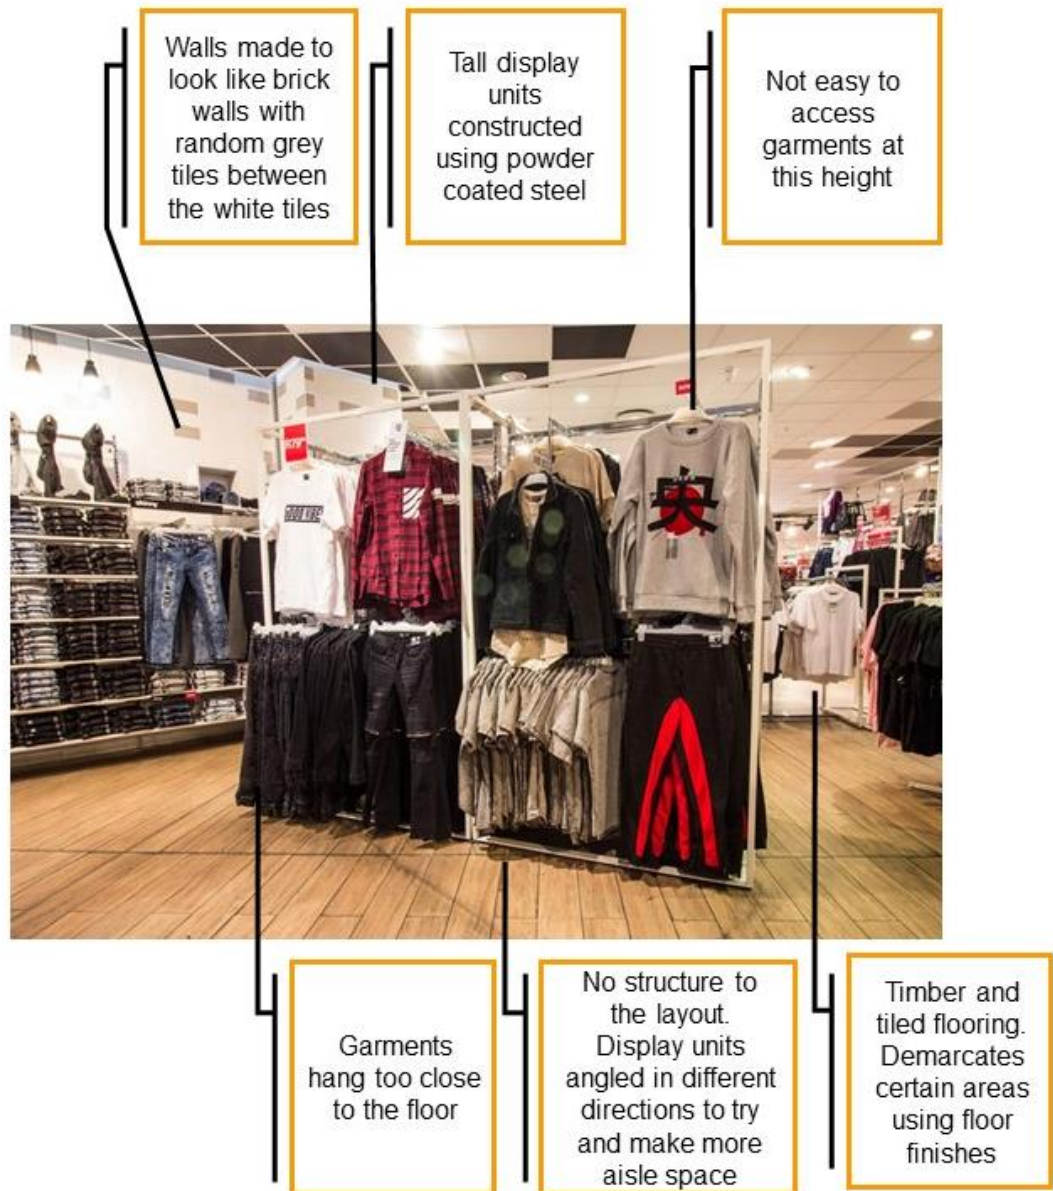 Walls made to
look like brick
walls with
random grey
tiles between
the white tiles
Tall display
units
constructed
using powder
coated steel
Not easy to
access
garments at
this height
Garments
hang too close
to the floor
No structure to
the layout.
Display units
angled in different
directions to try
and make more
aisle space
Timber and
tiled flooring.
Demarcates
certain areas
using floor
finishes